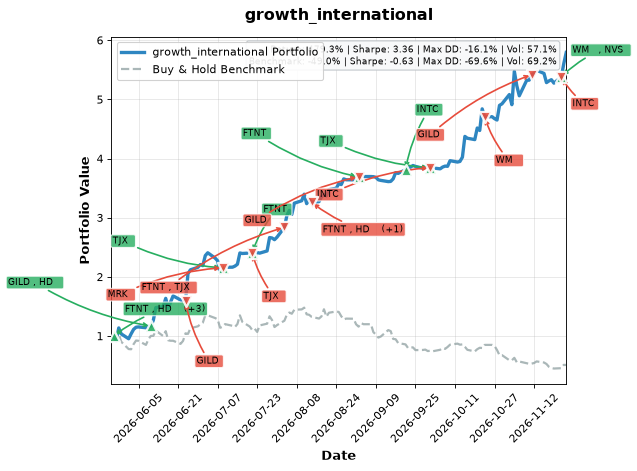 growth_international
growth_international Portfolio
Buy & Hold Benchmark
.3% | Sharpe: 3.36 | Max DD: -16.1% | Vol: 57.1%
.0% | Sharpe: -0.63 | Max DD: -69.6% | Vol: 69.2%
WM , NVS
INTC
INTC
GILD
FTNT
TJX
WM
INTC
FTNT
GILD
FTNT , HD (+1)
TJX
GILD , HD
MRK
FTNT , TJX
TJX
FTNT , HD (+3)
GILD
Portfolio Value
6
5
4
3
2
1
2026-06-05
2026-06-21
2026-07-07
2026-07-23
2026-08-08
2026-08-24
2026-09-09
2026-09-25
2026-10-11
2026-10-27
2026-11-12
Date